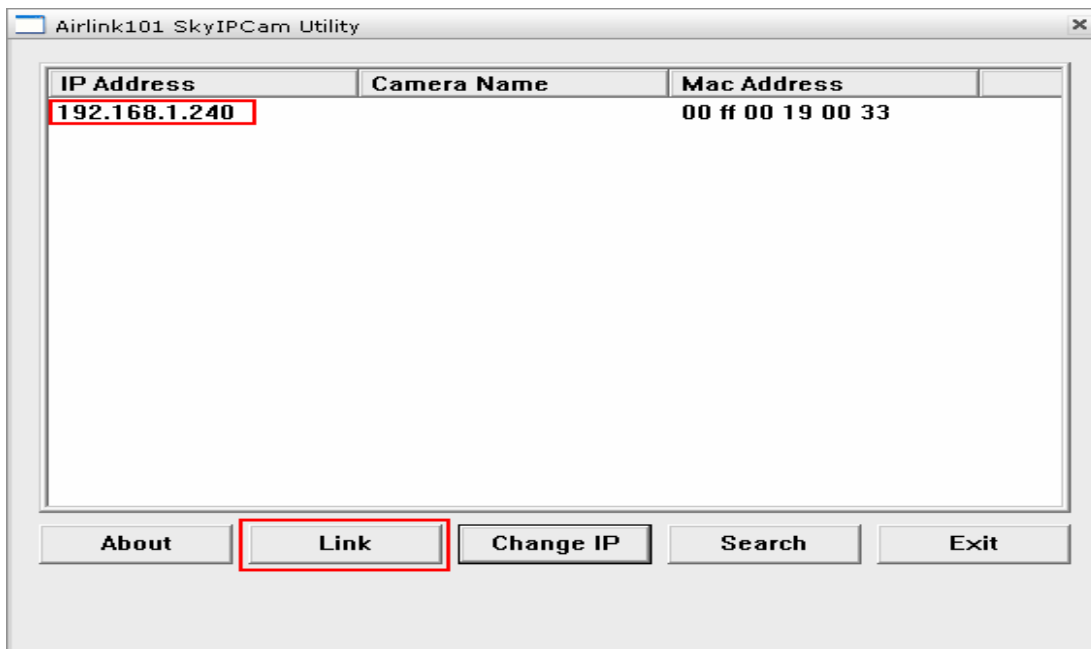 Airlink101 SkyIPCam Utility
IP Address Camera Name Mac Address
192.168.1.240 00 ff 00 19 00 33
About Link Change IP Search Exit